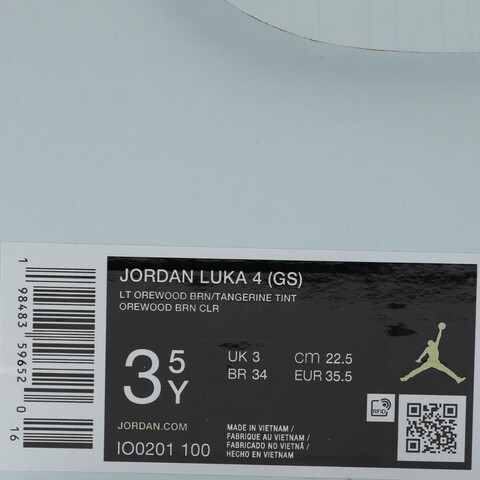 1 98483 59652 0 16
JORDAN LUKA 4 (GS)
LT OREWOOD BRN/TANGERINE TINT
OREWOOD BRN CLR
3 5Y
UK 3 CM 22.5
BR 34 EUR 35.5
RFID
JORDAN.COM
IO0201 100
MADE IN VIETNAM /
FABRIQUE AU VIETNAM /
FABRICADO NO VIETNÃ /
HECHO EN VIETNAM